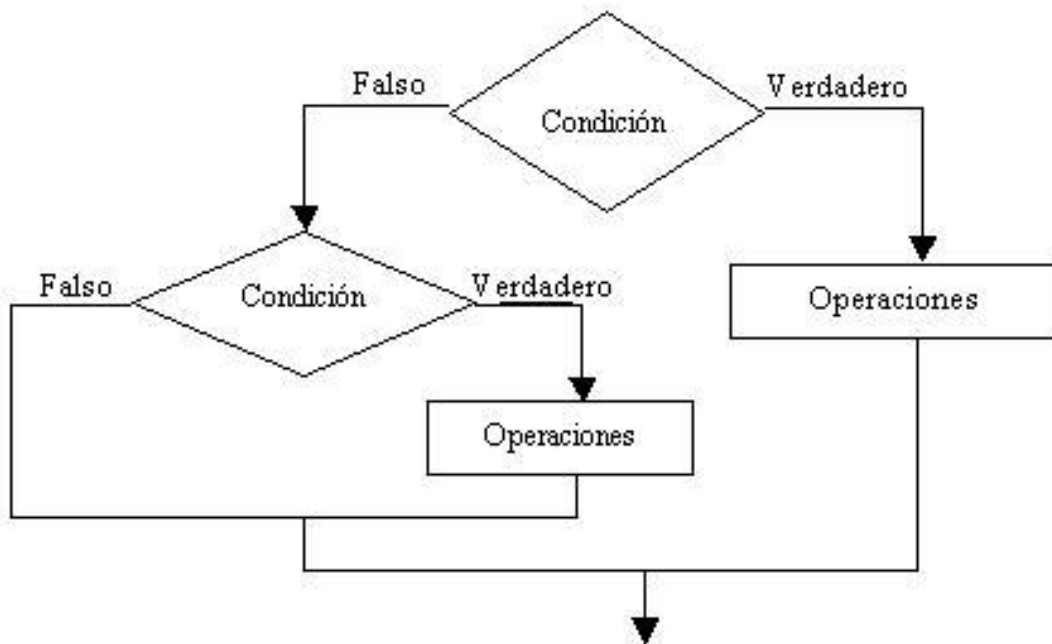 Falso
Verdadero
Condición
Falso
Condición
Verdadero
Operaciones
Operaciones